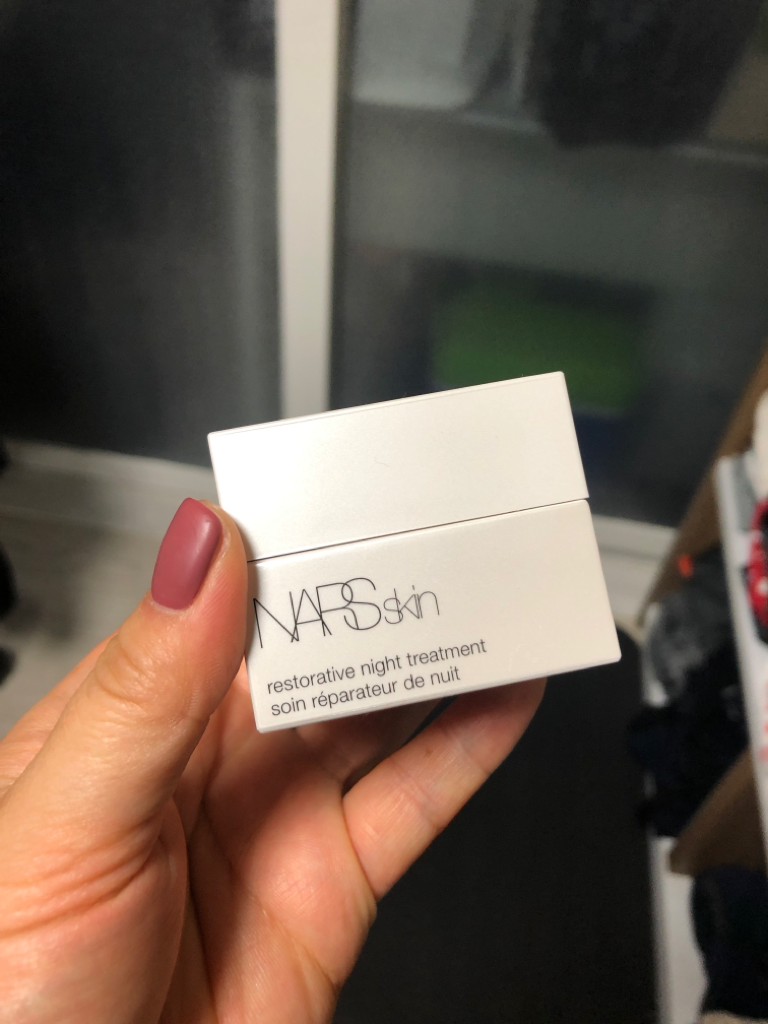 NARSskin
restorative night treatment
soin réparateur de nuit